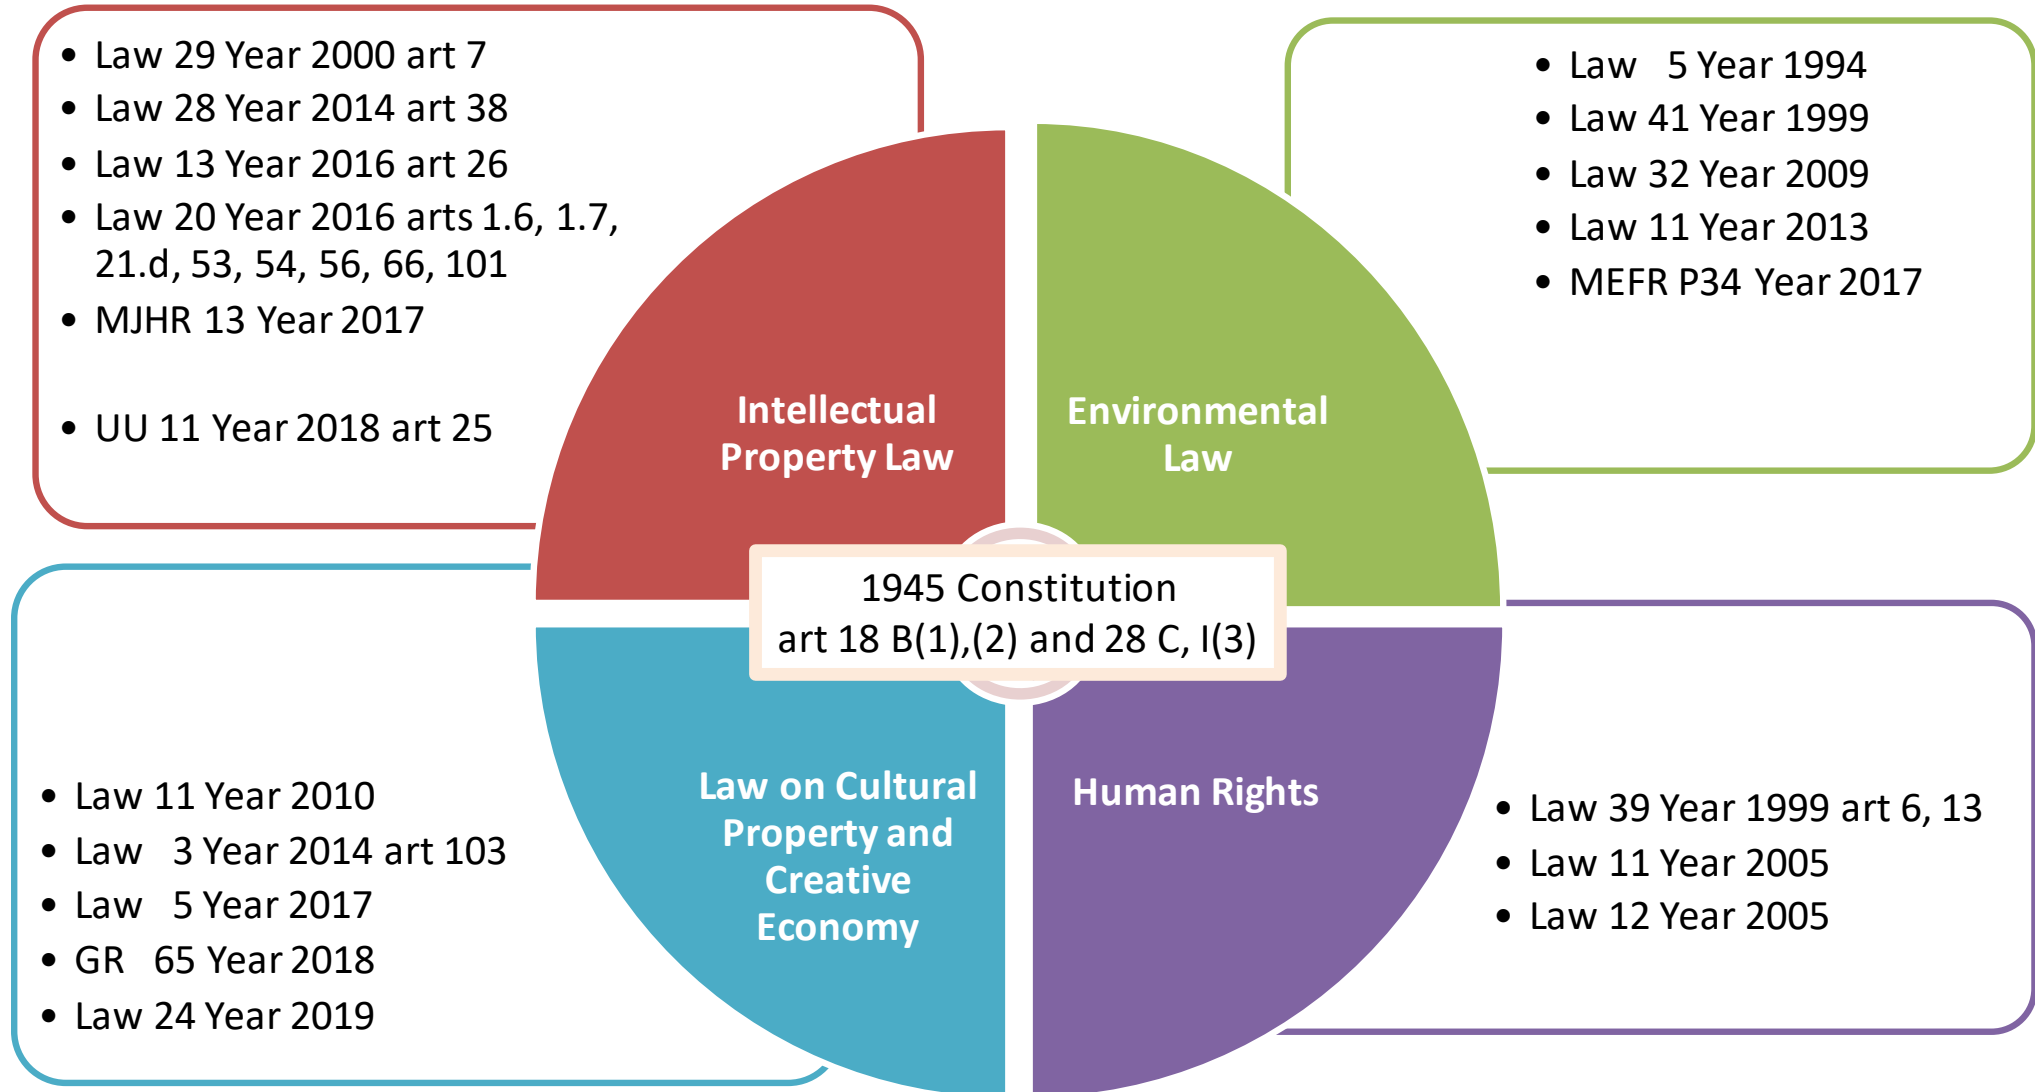 • Law 29 Year 2000 art 7
• Law 28 Year 2014 art 38
• Law 13 Year 2016 art 26
• Law 20 Year 2016 arts 1.6, 1.7,
21.d, 53, 54, 56, 66, 101
• MJHR 13 Year 2017
• UU 11 Year 2018 art 25
• Law 5 Year 1994
• Law 41 Year 1999
• Law 32 Year 2009
• Law 11 Year 2013
• MEFR P34 Year 2017
Intellectual
Property Law
Environmental
Law
1945 Constitution
art 18 B(1),(2) and 28 C, I(3)
Law on Cultural
Property and
Creative
Economy
Human Rights
• Law 11 Year 2010
• Law 3 Year 2014 art 103
• Law 5 Year 2017
• GR 65 Year 2018
• Law 24 Year 2019
• Law 39 Year 1999 art 6, 13
• Law 11 Year 2005
• Law 12 Year 2005